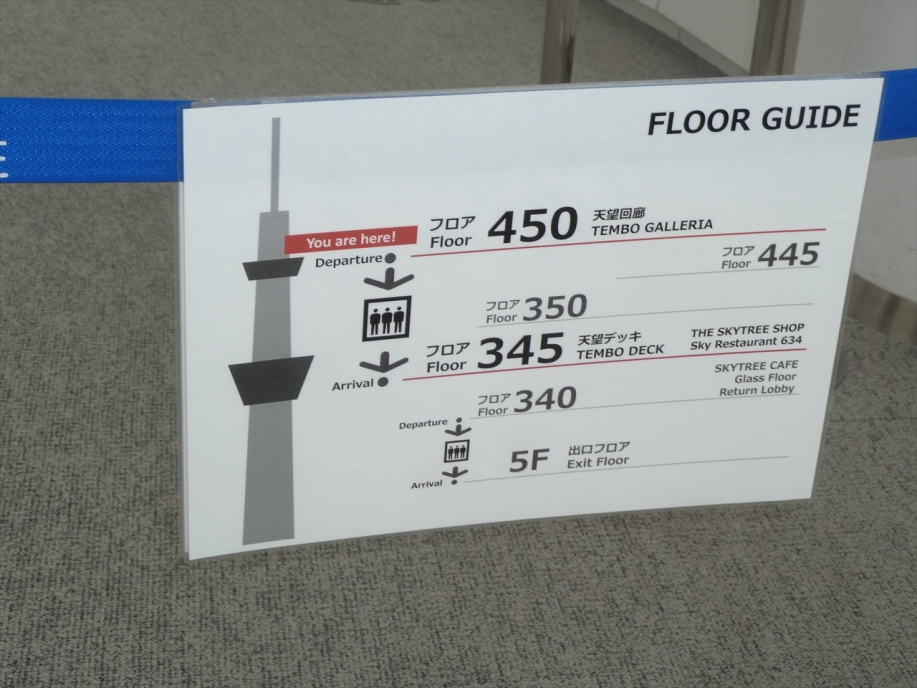 FLOOR GUIDE
You are here!
フロア
Floor 450
天望回廊
TEMBO GALLERIA
Departure
フロア
Floor 445
フロア
Floor 350
フロア
Floor 345
天望デッキ
TEMBO DECK
THE SKYTREE SHOP
Sky Restaurant 634
Arrival
フロア
Floor 340
SKYTREE CAFE
Glass Floor
Return Lobby
Departure
5F
出口フロア
Exit Floor
Arrival